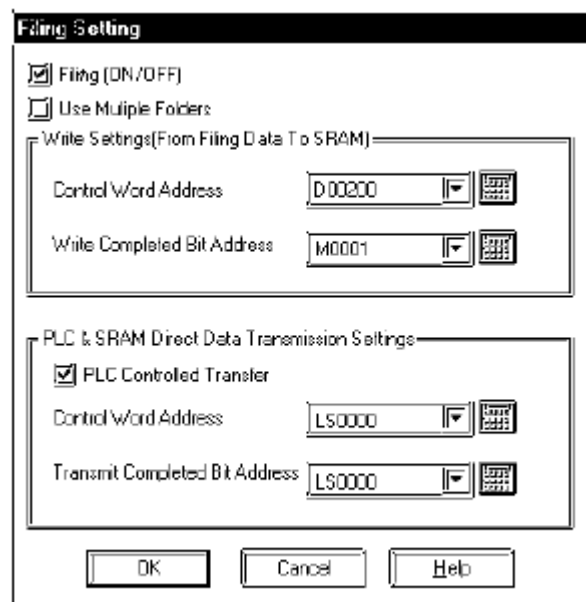 Filing Setting
Filing (ON/OFF)
Use Muliple Folders
Write Settings(From Filing Data To SRAM)
Control Word Address D00200
Write Completed Bit Address M0001
PLC & SRAM Direct Data Transmission Settings
PLC Controlled Transfer
Control Word Address LS0000
Transmit Completed Bit Address LS0000
OK Cancel Help